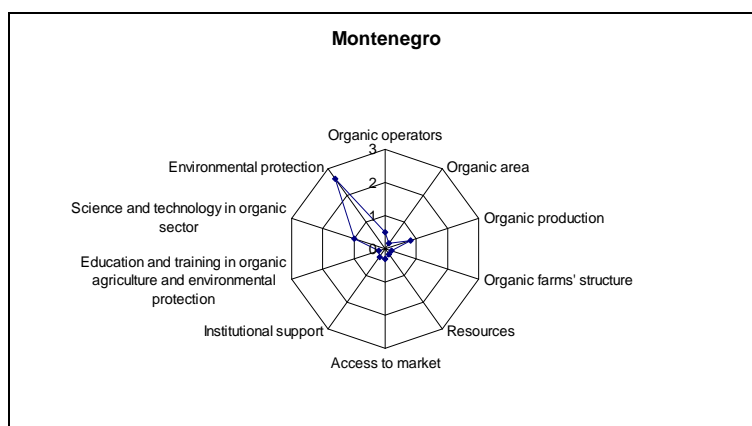 Montenegro
Organic operators
3
Environmental protection
Organic area
2
Science and technology in organic
sector
Organic production
1
0
Education and training in organic
agriculture and environmental
protection
Organic farms' structure
Institutional support
Resources
Access to market